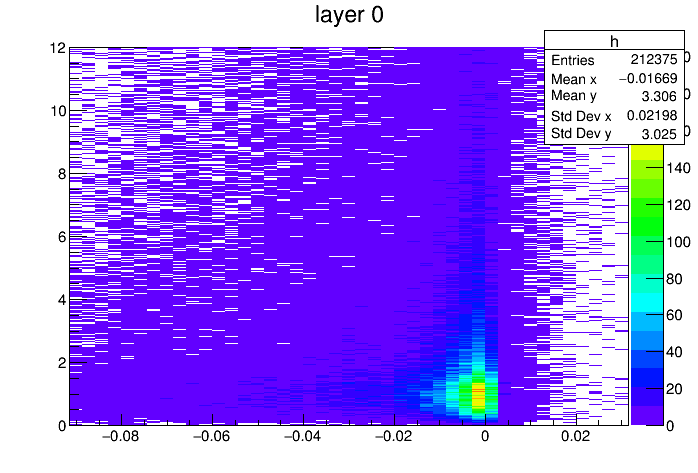 layer 0
h
Entries 212375
Mean x −0.01669
Mean y 3.306
Std Dev x 0.02198
Std Dev y 3.025
12
10
8
6
4
2
0
−0.08 −0.06 −0.04 −0.02 0 0.02
140
120
100
80
60
40
20
0